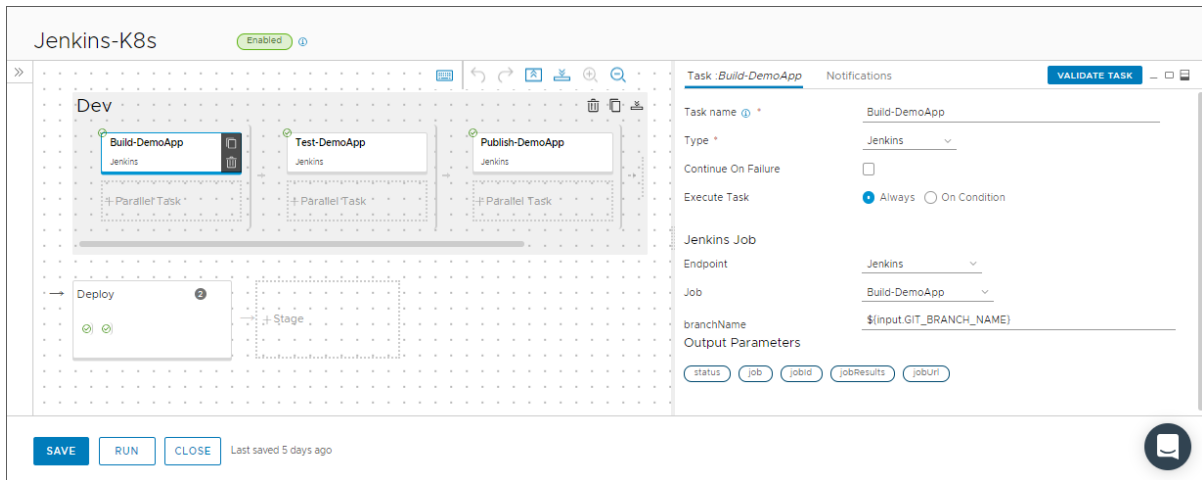 Jenkins-K8s
Enabled
Task :Build-DemoApp
Notifications
VALIDATE TASK
Dev
Build-DemoApp
Jenkins
Test-DemoApp
Jenkins
Publish-DemoApp
Jenkins
+ Parallel Task
+ Parallel Task
+ Parallel Task
Deploy
2
+ Stage
Task name *
Build-DemoApp
Type *
Jenkins
Continue On Failure
Execute Task
Always
On Condition
Jenkins Job
Endpoint
Jenkins
Job
Build-DemoApp
branchName
${input.GIT_BRANCH_NAME}
Output Parameters
status
job
jobId
jobResults
jobUrl
SAVE
RUN
CLOSE
Last saved 5 days ago